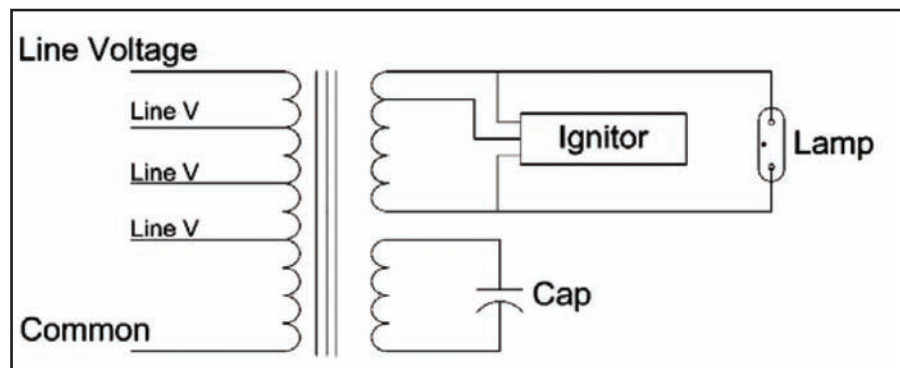 Line Voltage
Line V
Line V
Line V
Common
Ignitor
Lamp
Cap